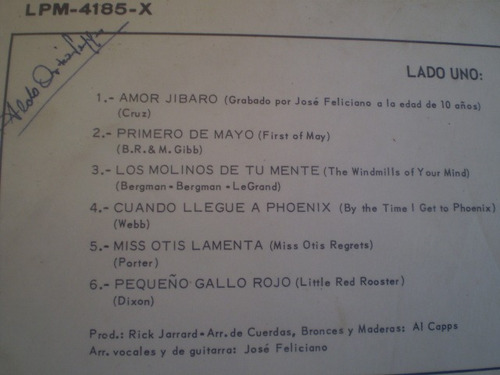 LPM-4185-X
LADO UNO:
1.- AMOR JIBARO (Grabado por José Feliciano a la edad de 10 años)
(Cruz)
2.- PRIMERO DE MAYO (First of May)
(B.R. & M. Gibb)
3.- LOS MOLINOS DE TU MENTE (The Windmills of Your Mind)
(Bergman - Bergman - LeGrand)
4.- CUANDO LLEGUE A PHOENIX (By the Time I Get to Phoenix)
(Webb)
5.- MISS OTIS LAMENTA (Miss Otis Regrets)
(Porter)
6.- PEQUEÑO GALLO ROJO (Little Red Rooster)
(Dixon)
Prod.: Rick Jarrard - Arr. de Cuerdas, Bronces y Maderas: Al Capps
Arr. vocales y de guitarra: José Feliciano